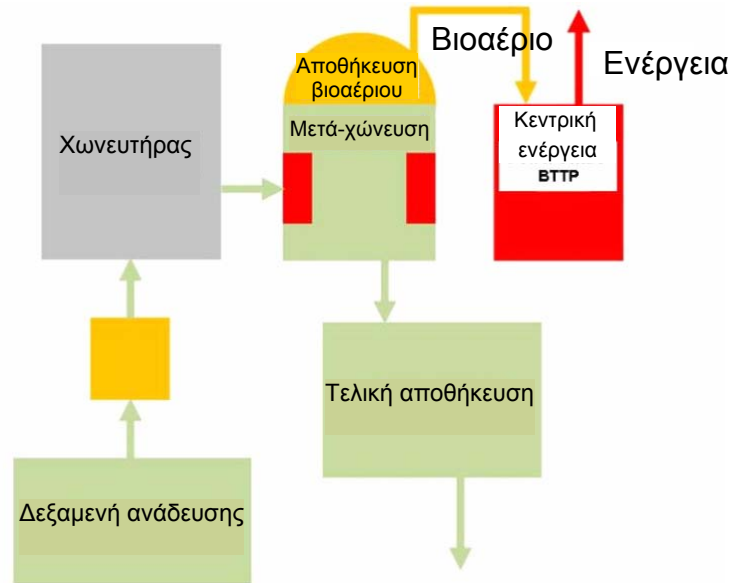 Βιοαέριο
Ενέργεια
Αποθήκευση
βιοαέριου
Μετά-χώνευση
Χωνευτήρας
Κεντρική
ενέργεια
BTTP
Τελική αποθήκευση
Δεξαμενή ανάδευσης